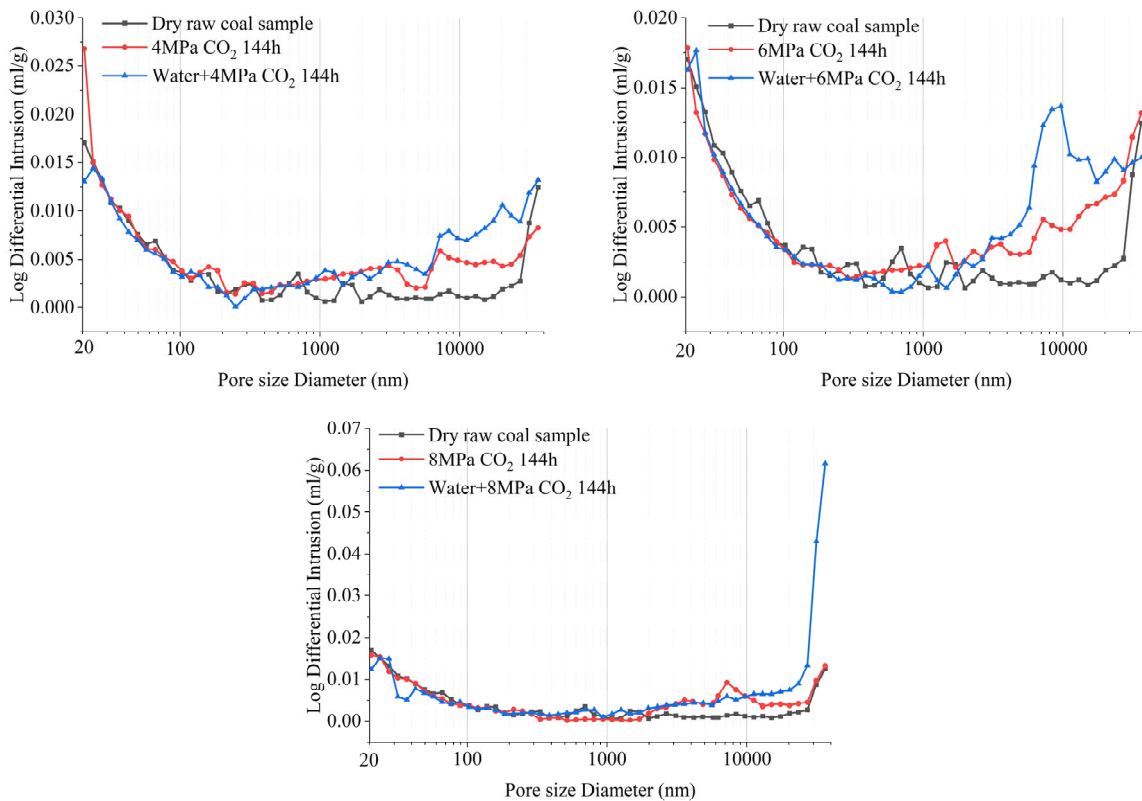 Dry raw coal sample
4MPa CO₂ 144h
Water+4MPa CO₂ 144h
Log Differential Intrusion (ml/g)
0.030
0.025
0.020
0.015
0.010
0.005
0.000
20
100
1000
10000
Pore size Diameter (nm)
Dry raw coal sample
6MPa CO₂ 144h
Water+6MPa CO₂ 144h
Log Differential Intrusion (ml/g)
0.020
0.015
0.010
0.005
0.000
20
100
1000
10000
Pore size Diameter (nm)
Dry raw coal sample
8MPa CO₂ 144h
Water+8MPa CO₂ 144h
Log Differential Intrusion (ml/g)
0.07
0.06
0.05
0.04
0.03
0.02
0.01
0.00
20
100
1000
10000
Pore size Diameter (nm)